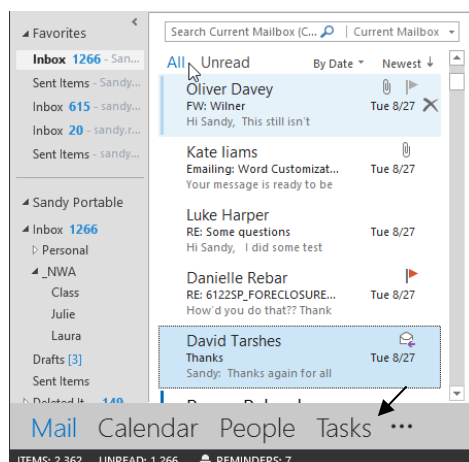 Favorites
Inbox 1266 - San...
Sent Items - Sandy...
Inbox 615 - sandy...
Inbox 20 - sandy.r...
Sent Items - sandy...
Sandy Portable
Inbox 1266
Personal
_NWA
Class
Julie
Laura
Drafts [3]
Sent Items
Search Current Mailbox (C... Current Mailbox
All Unread By Date Newest
Oliver Davey
FW: Wilner Tue 8/27
Hi Sandy, This still isn't
Kate Iiams
Emailing: Word Customizat... Tue 8/27
Your message is ready to be
Luke Harper
RE: Some questions Tue 8/27
Hi Sandy, I did some test
Danielle Rebar
RE: 6122SP_FORECLOSURE... Tue 8/27
How'd you do that?? Thank
David Tarshes
Thanks Tue 8/27
Sandy: Thanks again for all
Mail Calendar People Tasks ...
ITEMS: 2,362 UNREAD: 1,266 REMINDERS: 7